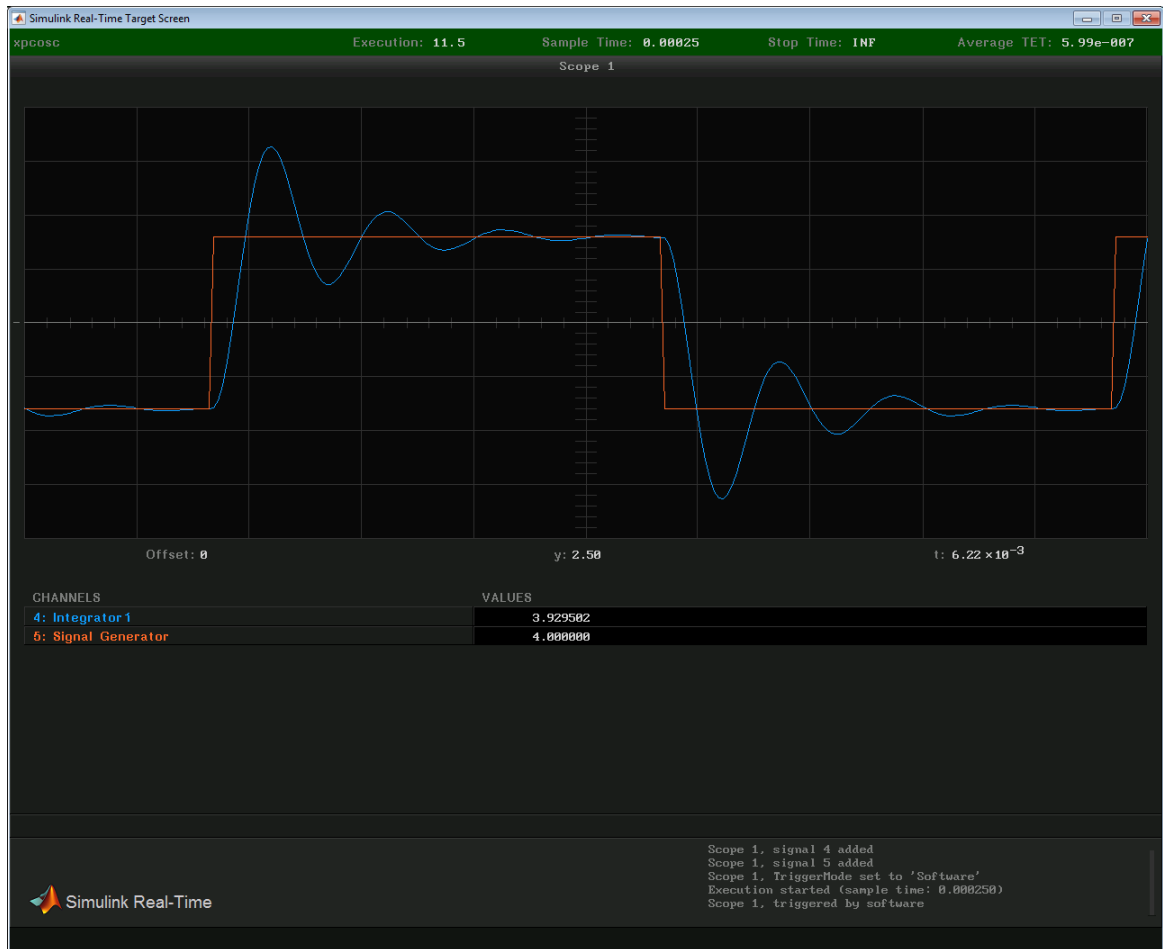 Simulink Real-Time Target Screen
xpcosc Execution: 11.5 Sample Time: 0.00025 Stop Time: INF Average TET: 5.99e-007
Scope 1
Offset: 0 y: 2.50 t: 6.22 ×10⁻³
CHANNELS VALUES
4: Integrator1 3.929502
5: Signal Generator 4.000000
Scope 1, signal 4 added
Scope 1, signal 5 added
Scope 1, TriggerMode set to 'Software'
Execution started (sample time: 0.000250)
Scope 1, triggered by software
Simulink Real-Time